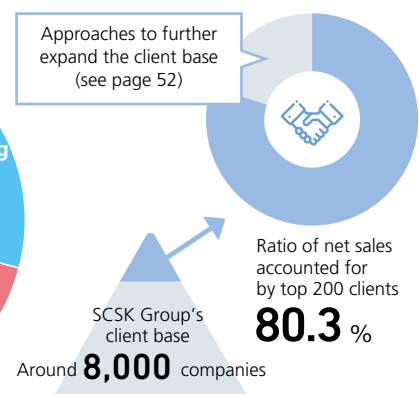 Approaches to further
expand the client base
(see page 52)
g
Ratio of net sales
accounted for
by top 200 clients
80.3 %
SCSK Group's
client base
Around 8,000 companies